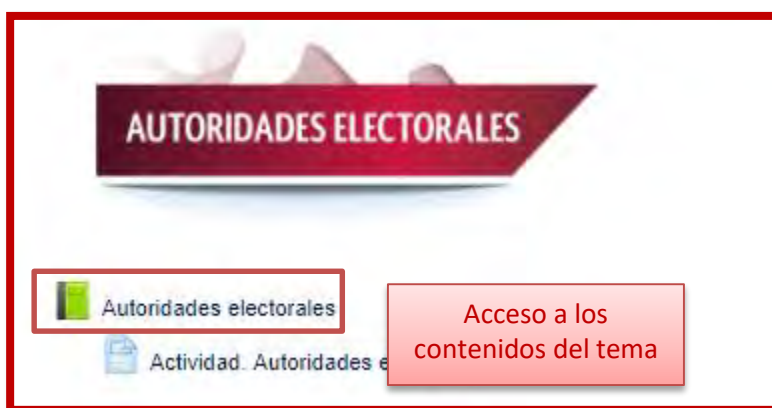 AUTORIDADES ELECTORALES
Autoridades electorales
Acceso a los
contenidos del tema
Actividad. Autoridades e